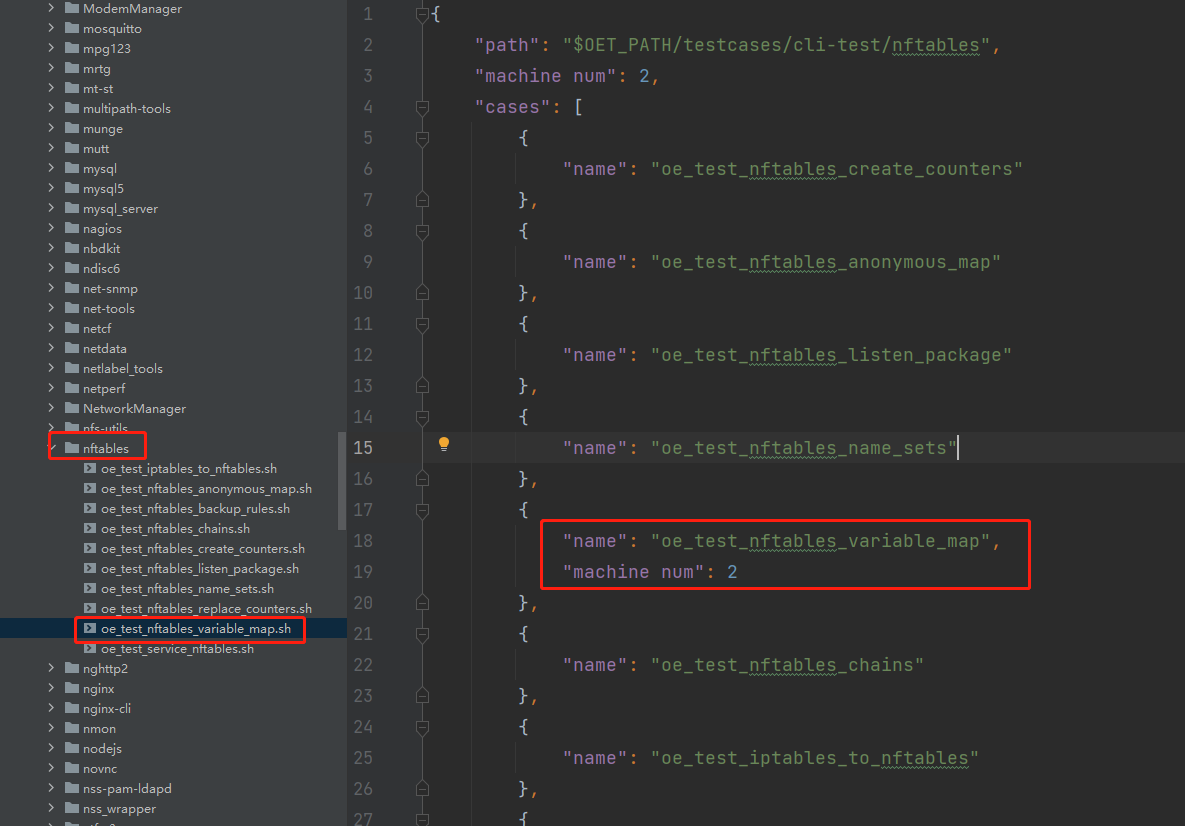 ModemManager
mosquitto
mpg123
mrtg
mt-st
multipath-tools
munge
mutt
mysql
mysql5
mysql_server
nagios
nbdkit
ndisc6
net-snmp
net-tools
netcf
netdata
netlabel_tools
netperf
NetworkManager
nfs-utils
nftables
oe_test_iptables_to_nftables.sh
oe_test_nftables_anonymous_map.sh
oe_test_nftables_backup_rules.sh
oe_test_nftables_chains.sh
oe_test_nftables_create_counters.sh
oe_test_nftables_listen_package.sh
oe_test_nftables_name_sets.sh
oe_test_nftables_replace_counters.sh
oe_test_nftables_variable_map.sh
oe_test_service_nftables.sh
nghttp2
nginx
nginx-cli
nmon
nodejs
novnc
nss-pam-ldapd
nss_wrapper
1 {
2 "path": "$OET_PATH/testcases/cli-test/nftables",
3 "machine num": 2,
4 "cases": [
5 {
6 "name": "oe_test_nftables_create_counters"
7 },
8 {
9 "name": "oe_test_nftables_anonymous_map"
10 },
11 {
12 "name": "oe_test_nftables_listen_package"
13 },
14 {
15 "name": "oe_test_nftables_name_sets"
16 },
17 {
18 "name": "oe_test_nftables_variable_map",
19 "machine num": 2
20 },
21 {
22 "name": "oe_test_nftables_chains"
23 },
24 {
25 "name": "oe_test_iptables_to_nftables"
26 },
27 {